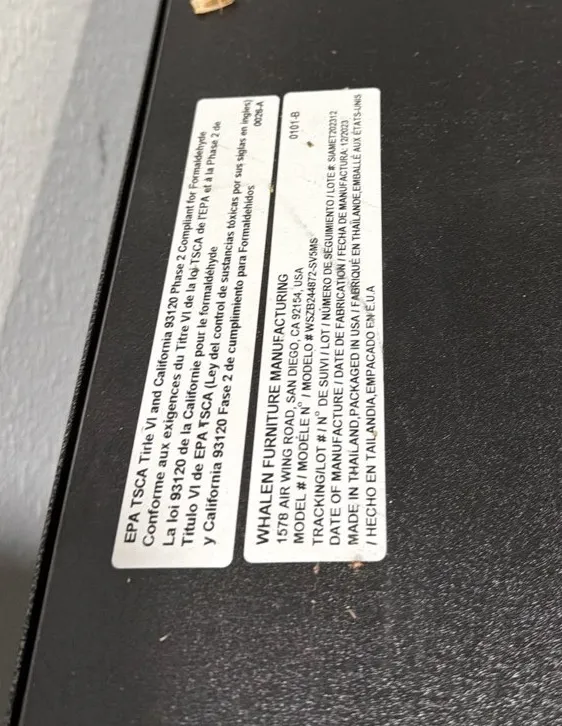 EPA TSCA Tirle VI and California 93120 Phase 2 Compliant for Formaldehyde
Conforme aux exigences du Titre VI de la loi TSCA de l'EPA et à la Phase 2 de
La loi 93120 de la Californie pour le formaldéhyde
Titulo VI de EPA TSCA (Ley del control de sustancias tóxicas por sus siglas en ingles)
y California 93120 Fase 2 de cumplimiento para Formaldehidos
0026-A
WHALEN FURNITURE MANUFACTURING
1578 AIR WING ROAD, SAN DIEGO, CA 92154, USA
0101-B
MODEL # / MODÈLE N° / MODELO # WSZB244872-SV5MS
TRACKING/LOT # / N° DE SUIVI / LOT / NÚMERO DE SEGUIMIENTO / LOTE #: SIAMET202312
DATE OF MANUFACTURE / DATE DE FABRICATION / FECHA DE MANUFACTURA: 12/2023
MADE IN THAILAND, PACKAGED IN USA / FABRIQUÉ EN THAÏLANDE, EMBALLÉ AUX ÉTATS-UNIS
/ HECHO EN TAILANDIA, EMPACADO EN E.U.A